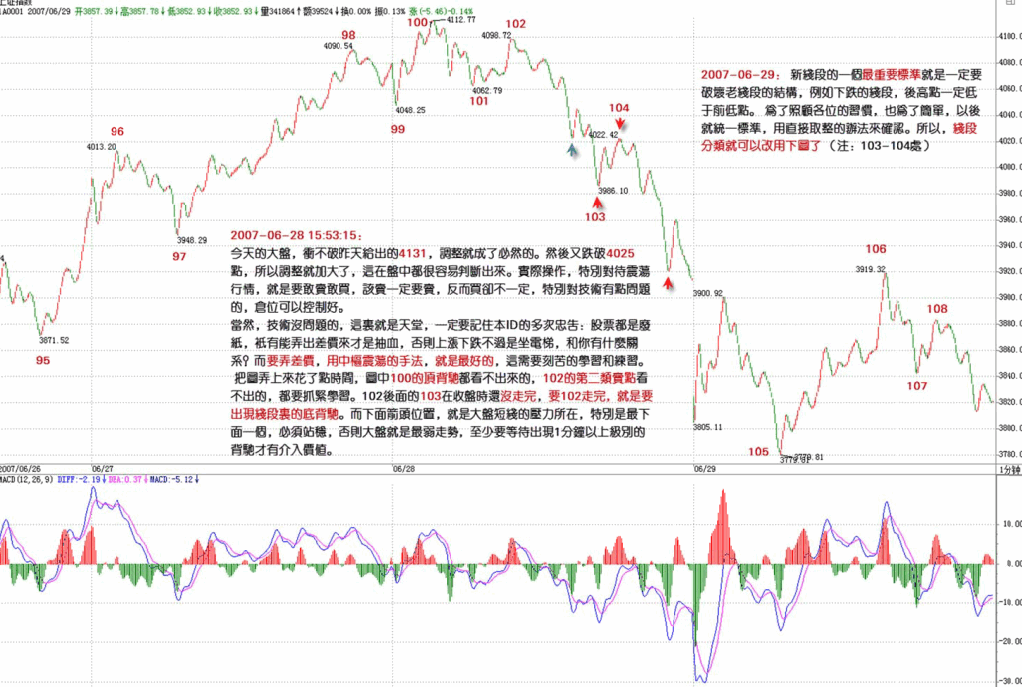 上证指数
1A0001 2007/06/29 开3857.39↓高3857.78↓低3852.93↓收3852.93↓量341864↑额39524↓换0.00% 振0.13% 涨(-5.46)-0.14%
100
4112.77
102
98
4090.54
4098.72
4100.
4080.
4062.79
101
4060.
4048.25
99
104
4040.
96
4022.42
4013.20
4020.
4000.
3986.10
103
3980.
3948.29
97
3960.
3940.
3920.
3900.
3880.
3860.
3840.
3820.
3800.
3780.
2007-06-29： 新綫段的一個最重要標準就是一定要
破壞老綫段的結構，例如下跌的綫段，後高點一定低
于前低點。 爲了照顧各位的習慣，也爲了簡單，以後
就統一標準，用直接取整的辦法來確認。所以，綫段
分類就可以改用下圖了（注：103-104處）
2007-06-28 15:53:15：
今天的大盤，衝不破昨天給出的4131，調整就成了必然的。然後又跌破4025
點，所以調整就加大了，這在盤中都很容易判斷出來。實際操作，特別對待震蕩
行情，就是要敢賣敢買，該賣一定要賣，反而買卻不一定，特別對技術有點問題
的，倉位可以控制好。
當然，技術沒問題的，這裏就是天堂，一定要記住本ID的多次忠告：股票都是廢
紙，衹有能弄出差價來才是抽血，否則上漲下跌不過是坐電梯，和你有什麼關
系？而要弄差價，用中樞震蕩的手法，就是最好的，這需要刻苦的學習和練習。
把圖弄上來花了點時間，圖中100的頂背馳都看不出來的，102的第二類賣點看
不出的，都要抓緊學習。102後面的103在收盤時還沒走完，要102走完，就是要
出現綫段裏的底背馳。而下面箭頭位置，就是大盤短綫的壓力所在，特別是最下
面一個，必須站穩，否則大盤就是最弱走勢，至少要等待出現1分鐘以上級別的
背馳才有介入價值。
3871.52
95
3900.92
106
3919.32
108
3883.82
107
3805.11
105
3779.81
2007/06/26
06/27
06/28
06/29
1分钟
MACD(12,26,9) DIFF:-2.19↓ DEA:0.37↓ MACD:-5.12↓
10.00
0.00
-10.00
-20.00
-30.00